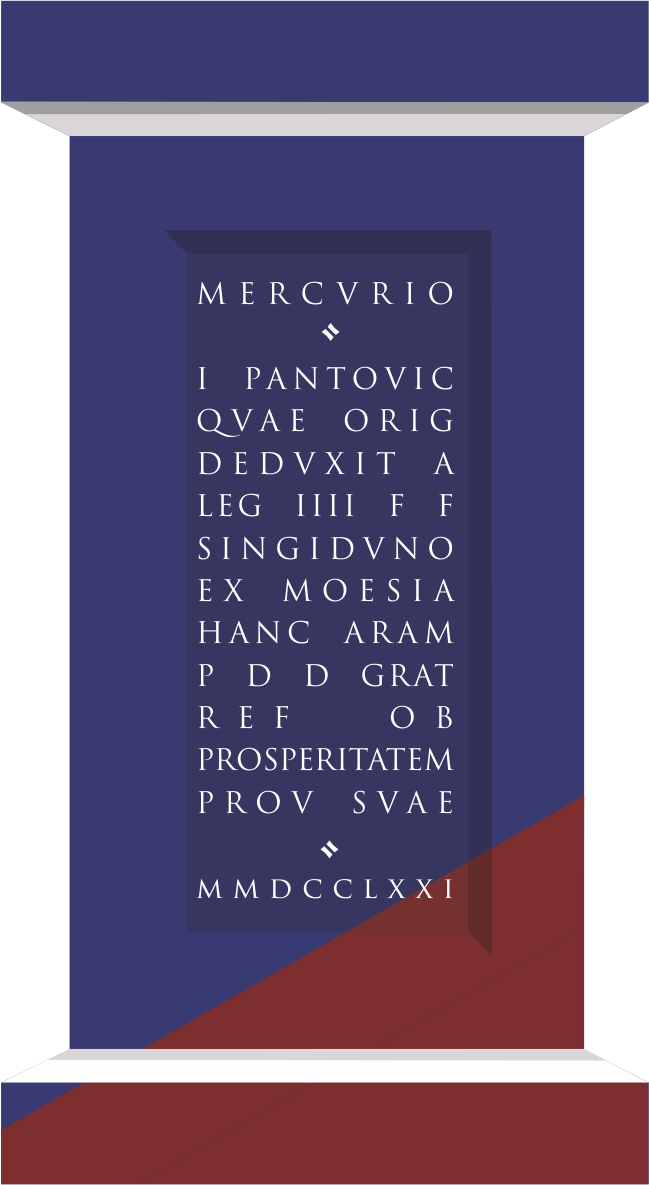 MERCVRIO
I PANTOVIC
QVAE ORIG
DEDVXIT A
LEG IIII F F
SINGIDVNO
EX MOESIA
HANC ARAM
P D D GRAT
REF OB
PROSPERITATEM
PROV SVAE
MMDCCLXXI